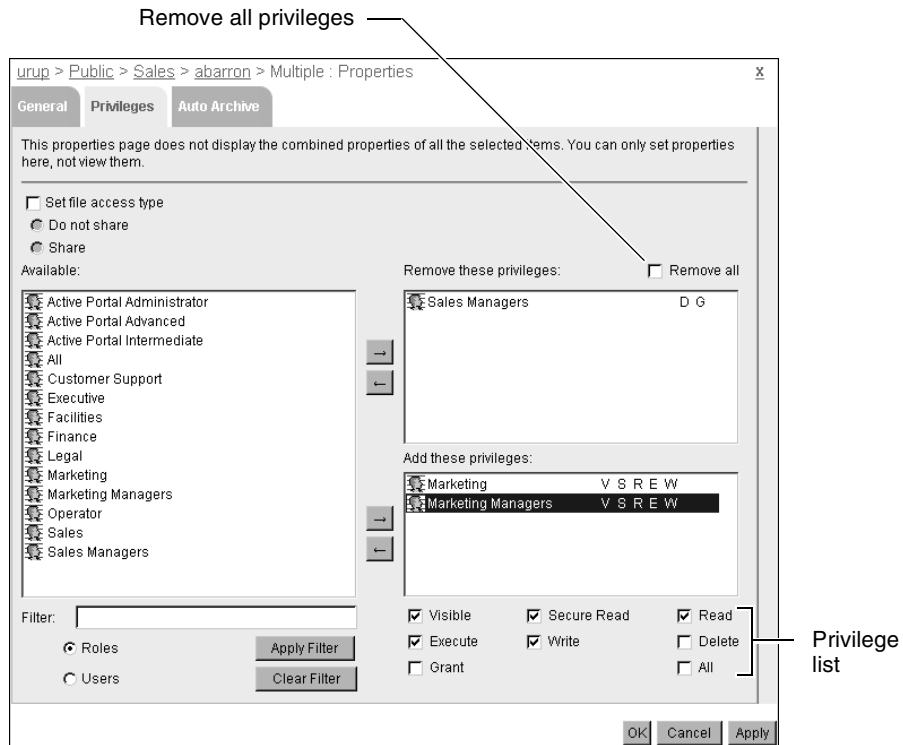 Remove all privileges
urup > Public > Sales > abarron > Multiple : Properties x
General Privileges Auto Archive
This properties page does not display the combined properties of all the selected items. You can only set properties
here, not view them.
Set file access type
Do not share
Share
Available:
Active Portal Administrator
Active Portal Advanced
Active Portal Intermediate
All
Customer Support
Executive
Facilities
Finance
Legal
Marketing
Marketing Managers
Operator
Sales
Sales Managers
Filter:
Roles Apply Filter
Users Clear Filter
Remove these privileges: Remove all
Sales Managers D G
Add these privileges:
Marketing V S R E W
Marketing Managers V S R E W
Visible Secure Read Read
Execute Write Delete
Grant All
Privilege
list
OK Cancel Apply